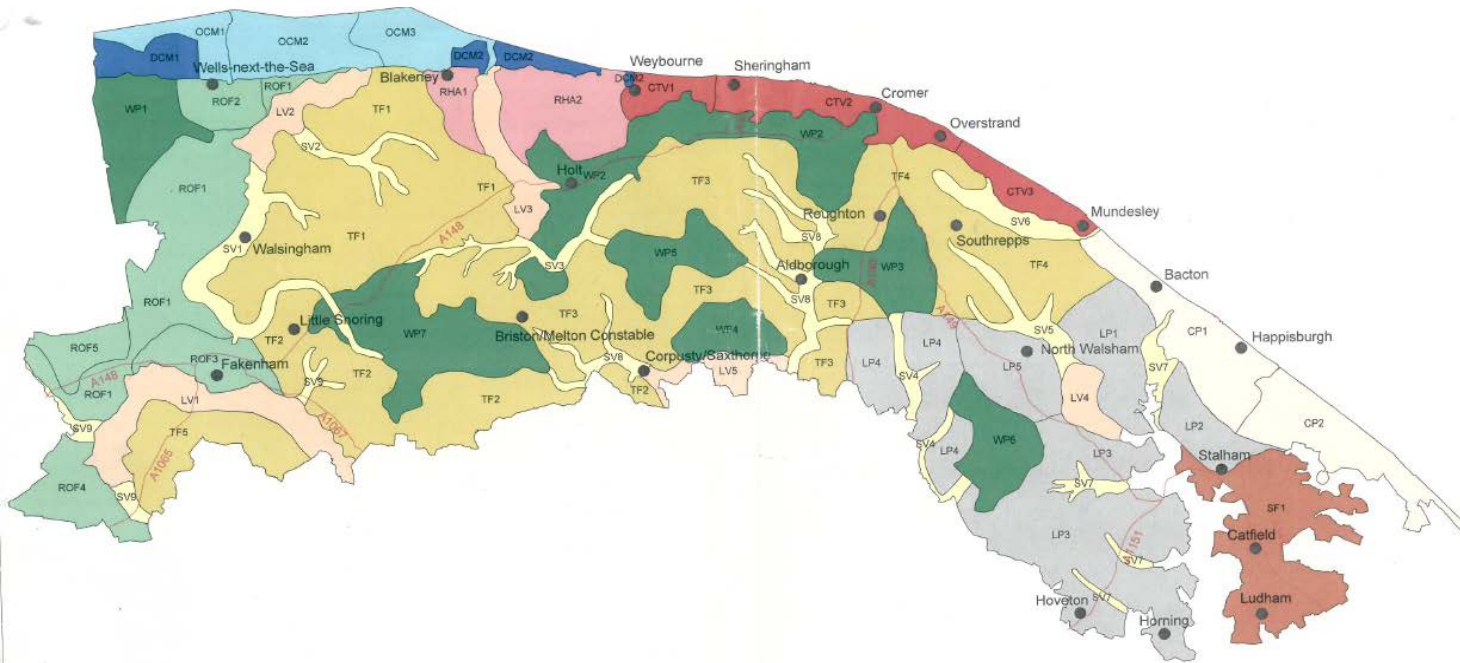 OCM1
OCM2
OCM3
DCM1
DCM2
DCM2
Weybourne
Sheringham
Wells-next-the-Sea
Blakeney
DCM2
CTV1
CTV2
Cromer
WP1
ROF2
ROF1
LV2
TF1
RHA1
RHA2
Overstrand
WP2
SV2
Holt
WP2
TF3
TF4
ROF1
TF1
CTV3
LV3
Roughton
SV6
Mundesley
SV1
Walsingham
TF1
A148
SV8
Southrepps
WP5
SV3
Aldborough
WP3
TF4
A140
Bacton
ROF1
TF3
SV8
TF3
Little Snoring
TF3
A149
WP7
Briston/Melton Constable
WP4
SV5
LP1
CP1
Happisburgh
TF2
ROF5
ROF3
Fakenham
LP4
LP5
North Walsham
SV8
Corpusty/Saxthorpe
TF3
LP4
SV7
A148
ROF1
SV9
TF2
LV5
SV4
LV1
TF2
TF2
LV4
A1067
SV9
TF5
LP2
CP2
WP6
SV4
LP4
LP3
Stalham
A1065
ROF4
SV9
SV7
SF1
LP3
A1151
Catfield
SV7
Hoveton
SV7
Ludham
Horning